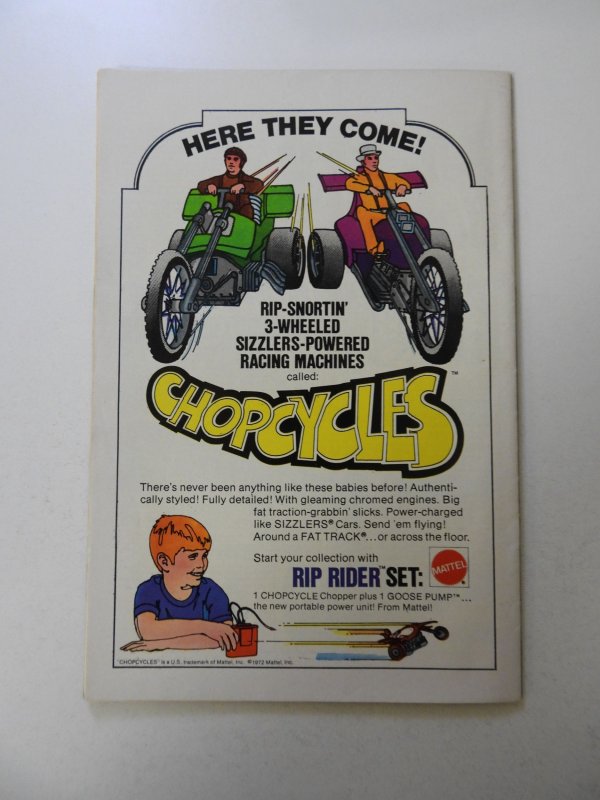 HERE THEY COME!
RIP-SNORTIN'
3-WHEELED
SIZZLERS-POWERED
RACING MACHINES
called:
CHOPCYCLES™
There's never been anything like these babies before! Authenti-
cally styled! Fully detailed! With gleaming chromed engines. Big
fat traction-grabbin' slicks. Power-charged
like SIZZLERS® Cars. Send 'em flying!
Around a FAT TRACK®...or across the floor.
Start your collection with
RIP RIDER™ SET:
MATTEL®
1 CHOPCYCLE Chopper plus 1 GOOSE PUMP™...
the new portable power unit! From Mattel!
"CHOPCYCLES" is a U.S. trademark of Mattel, Inc. ©1972 Mattel, Inc.